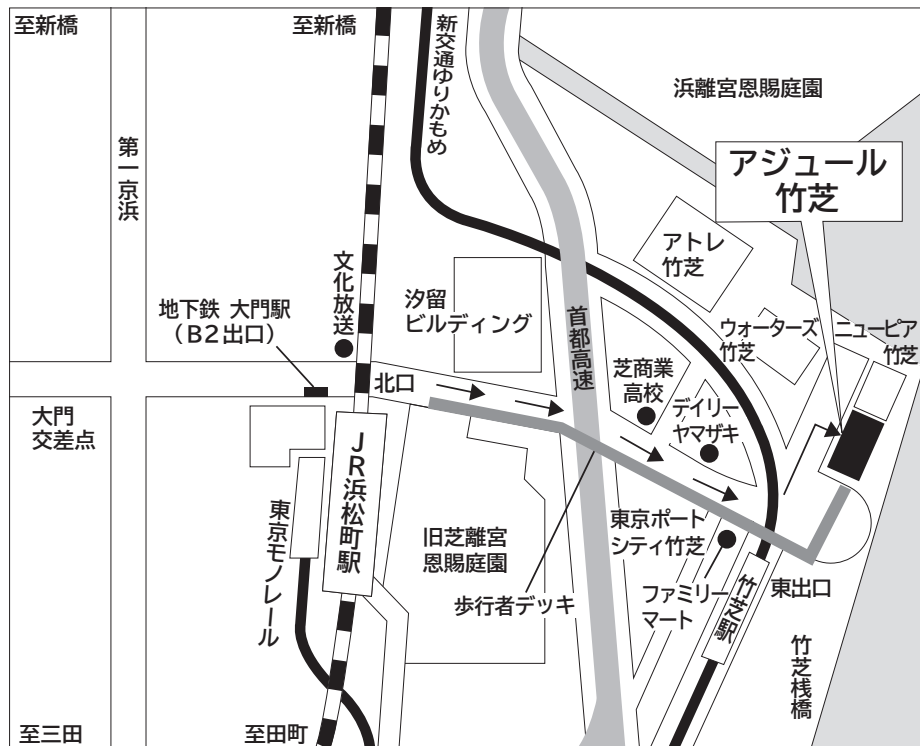 至新橋
至新橋
新交通ゆりかもめ
浜離宮恩賜庭園
第一京浜
アジュール
竹芝
アトレ
竹芝
文化放送
汐留
ビルディング
地下鉄 大門駅
（B2出口）
首都高速
ウォーターズ
竹芝
ニューピア
竹芝
北口
芝商業
高校
デイリー
ヤマザキ
大門
交差点
JR浜松町駅
東京モノレール
旧芝離宮
恩賜庭園
東京ポート
シティ竹芝
歩行者デッキ
ファミリー
マート
竹芝駅
東出口
竹芝桟橋
至三田
至田町